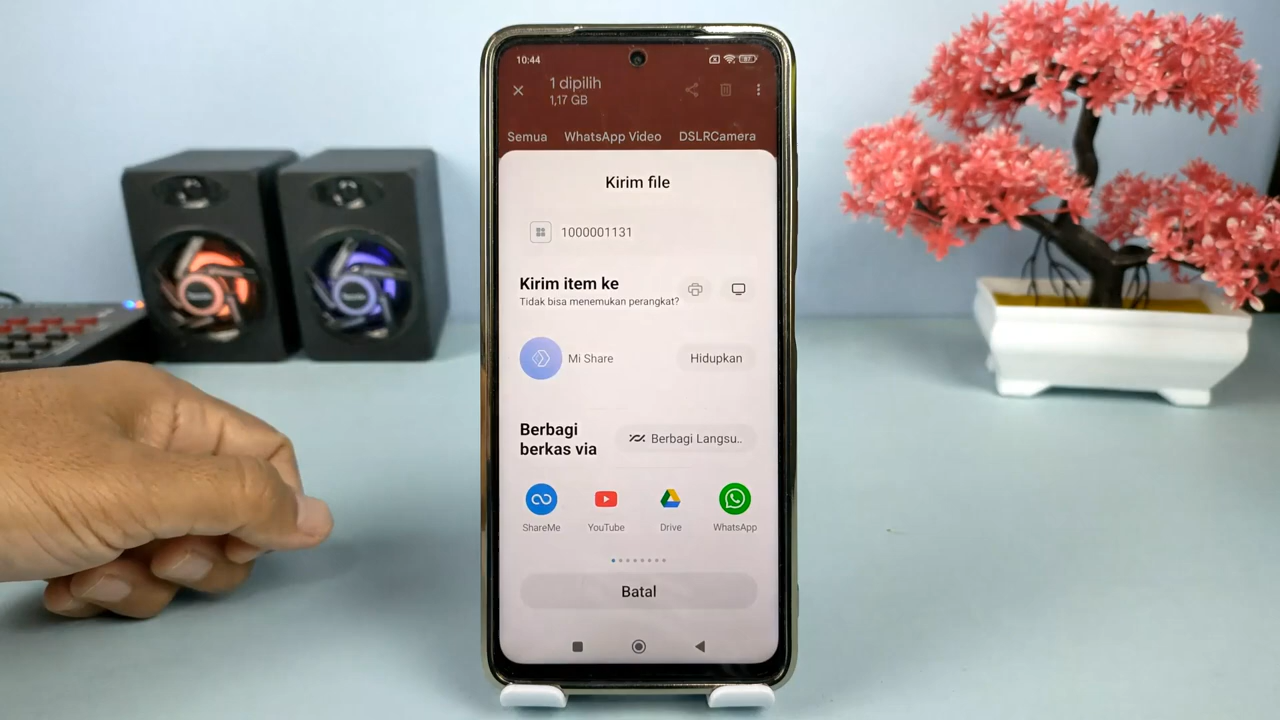 10:44
87
1 dipilih
1,17 GB
Semua WhatsApp Video DSLRCamera
Kirim file
1000001131
Kirim item ke
Tidak bisa menemukan perangkat?
Mi Share Hidupkan
Berbagi
berkas via
Berbagi Langsu..
ShareMe YouTube Drive WhatsApp
Batal